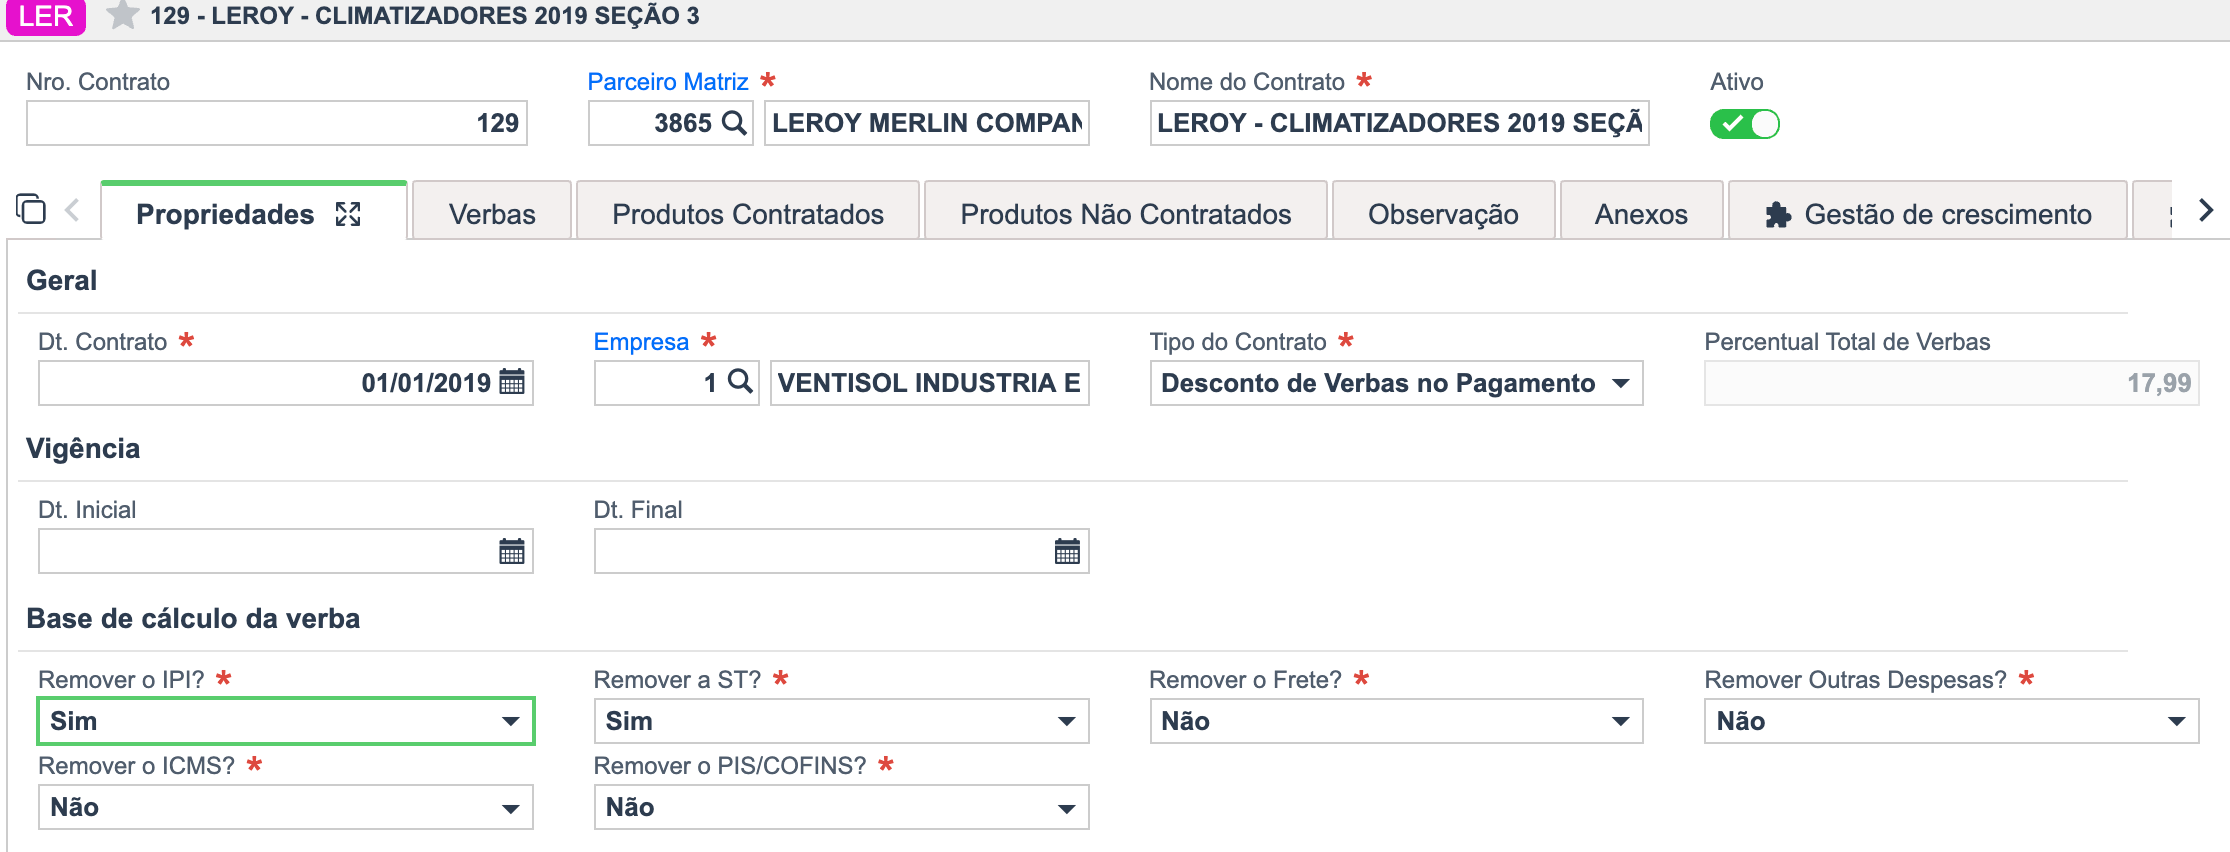 LER 129 - LEROY - CLIMATIZADORES 2019 SEÇÃO 3
Nro. Contrato Parceiro Matriz * Nome do Contrato * Ativo
129 3865 LEROY MERLIN COMPAN LEROY - CLIMATIZADORES 2019 SEÇÃ
Propriedades Verbas Produtos Contratados Produtos Não Contratados Observação Anexos Gestão de crescimento
Geral
Dt. Contrato * Empresa * Tipo do Contrato * Percentual Total de Verbas
01/01/2019 1 VENTISOL INDUSTRIA E Desconto de Verbas no Pagamento 17,99
Vigência
Dt. Inicial Dt. Final
Base de cálculo da verba
Remover o IPI? * Remover a ST? * Remover o Frete? * Remover Outras Despesas? *
Sim Sim Não Não
Remover o ICMS? * Remover o PIS/COFINS? *
Não Não